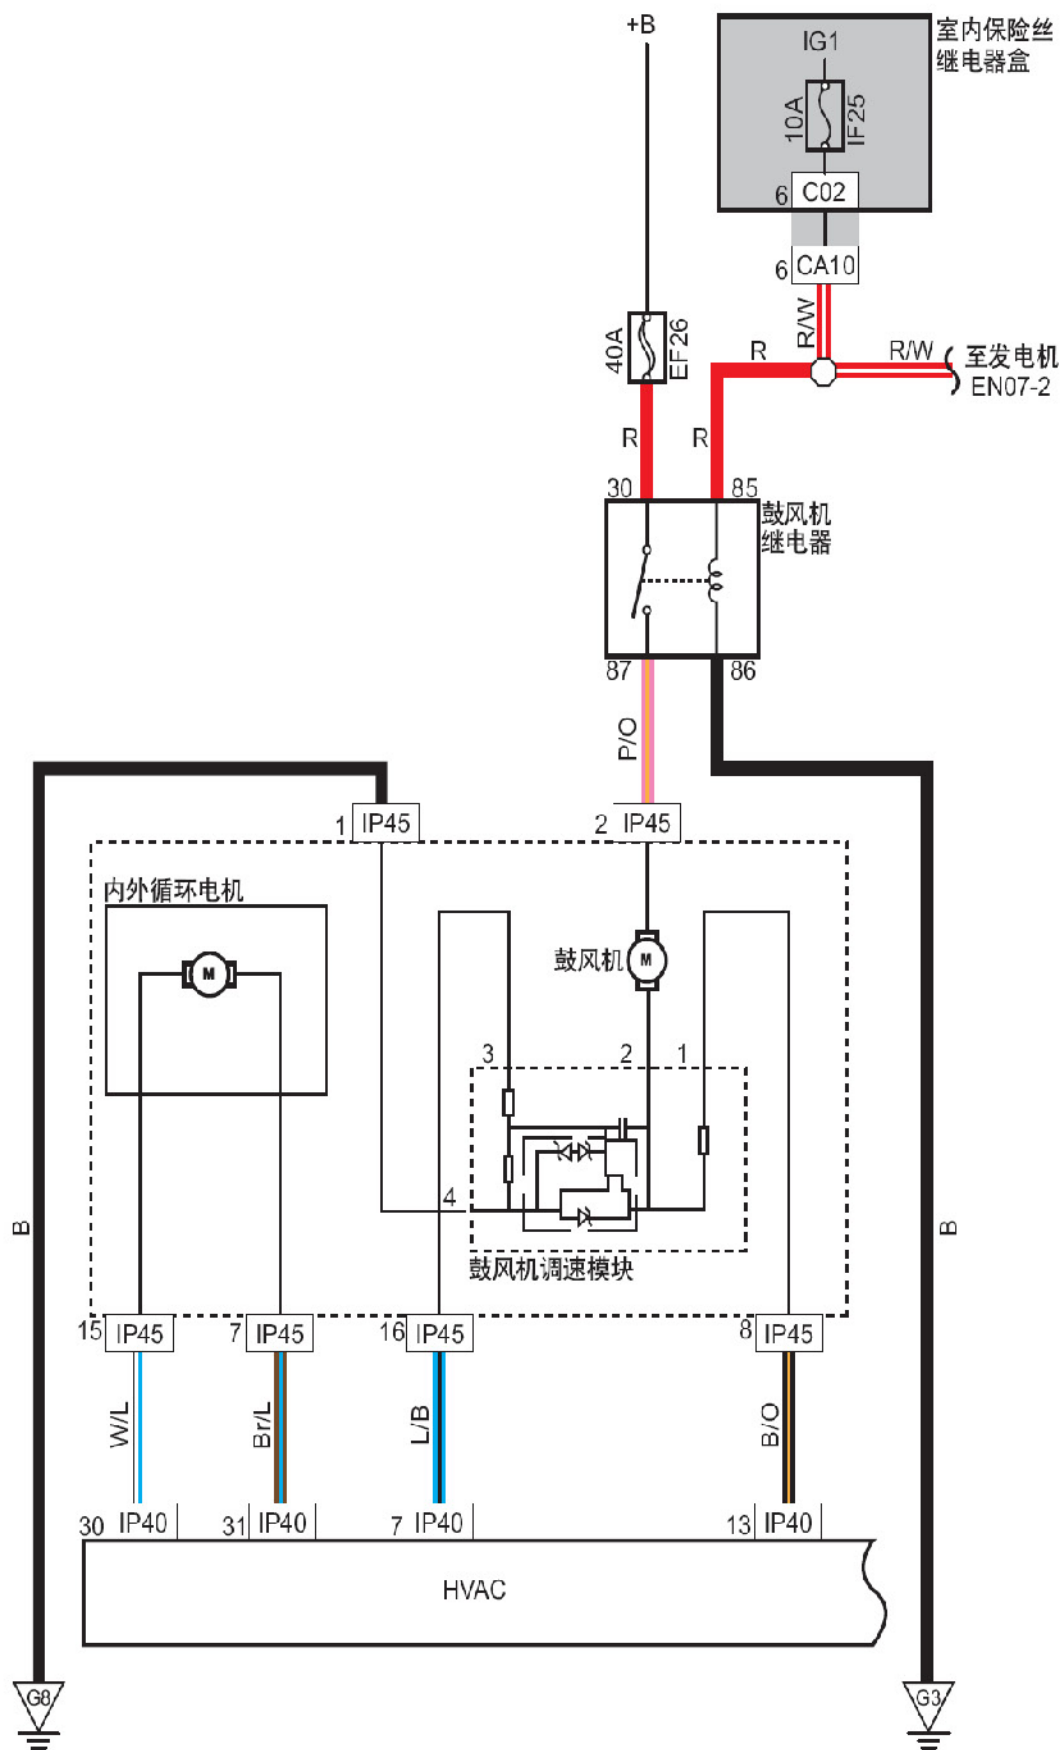 +B
室内保险丝
继电器盒
IG1
10A
IF25
6 C02
6 CA10
R/W
40A
EF26
R
R/W
至发电机
EN07-2
R
R
30
85
鼓风机
继电器
87
86
P/O
1 IP45
2 IP45
内外循环电机
M
鼓风机
M
3
2
1
4
鼓风机调速模块
B
B
15 IP45
7 IP45
16 IP45
8 IP45
W/L
Br/L
L/B
B/O
30 IP40
31 IP40
7 IP40
13 IP40
HVAC
G8
G3